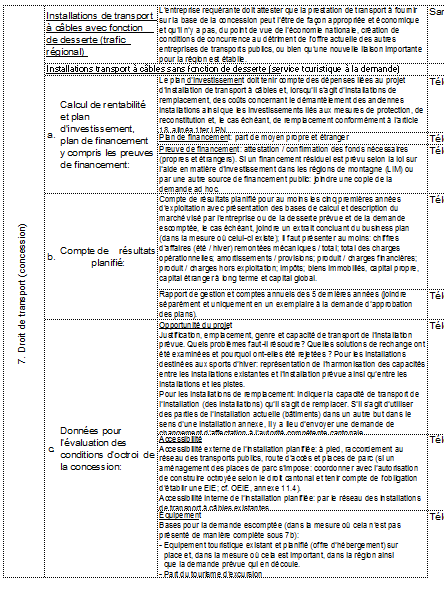 Installations de transport
à câbles avec fonction
de desserte (trafic
régional)
L'entreprise requérante doit attester que la prestation de transport à fournir
sur la base de la concession peut l'être de façon appropriée et économique
et qu'il n'y a pas, du point de vue de l'économie nationale, création de
conditions de concurrence au détriment de l'offre actuelle des autres
entreprises de transports publics, ou bien qu'une nouvelle liaison importante
pour la région est établie.
San
Installations transport à câbles sans fonction de desserte (service touristique à la demande)
7. Droit de transport (concession)
a.
Calcul de rentabilité
et plan
d'investissement,
plan de financement
y compris les preuves
de financement:
Le plan d'investissement doit tenir compte des dépenses liées au projet
d'installation de transport à câbles et, lorsqu'il s'agit d'installations de
remplacement, des coûts concernant le démantèlement des anciennes
installations ainsi que les investissements liés aux mesures de protection, de
reconstitution et, le cas échéant, de remplacement conformément à l'article
18, alinéa 1ter LPN.
Télé
Plan de financement: part de moyen propre et étranger
Télé
Preuve de financement: attestation / confirmation des fonds nécessaires
(propres et étrangers). Si un financement résiduel est prévu selon la loi sur
l'aide en matière d'investissement dans les régions de montagne (LIM) ou
par une autre source de financement public: joindre une copie de la
demande ad hoc.
Télé
b.
Compte de résultats
planifié:
Compte de résultats planifié pour au moins les cinq premières années
d'exploitation avec présentation des bases de calcul et description du
marché visé par l'entreprise ou de la desserte prévue et de la demande
escomptée, le cas échéant, joindre un extrait concluant du business plan
(dans la mesure où celui-ci existe); il faut présenter au moins: chiffres
d'affaires (été / hiver) remontées mécaniques / total; total des charges
opérationnelles; amortissements / provisions; produit / charges financières;
produit / charges hors exploitation; impôts; biens immobiliés, capital propre,
capital étranger à long terme et capital global.
Télé
Rapport de gestion et comptes annuels des 5 dernières années (joindre
séparément et uniquement en un exemplaire à la demande d'approbation
des plans).
Télé
c.
Données pour
l'évaluation des
conditions d'octroi de
la concession:
Opportunité du projet
Justification, emplacement, genre et capacité de transport de l'installation
prévue. Quels problèmes faut-il résoudre? Quelles solutions de rechange ont
été examinées et pourquoi ont-elles été rejetées ? Pour les installations
destinées aux sports d'hiver: représentation de l'harmonisation des capacités
entre les installations existantes et l'installation prévue ainsi qu'entre les
installations et les pistes.
Pour les installations de remplacement: indiquer la capacité de transport de
l'installation (des installations) qu'il s'agit de remplacer. S'il s'agit d'utiliser
des parties de l'installation actuelle (bâtiments) dans un autre but dans le
sens d'une installation annexe, il y a lieu d'envoyer une demande de
changement d'affectation à l'autorité compétente cantonale.
Télé
Accessibilité
Accessibilité externe de l'installation planifiée: à pied, raccordement au
réseau des transports publics, route d'accès et places de parc (si un
aménagement des places de parc s'impose: coordonner avec l'autorisation
de construire octroyée selon le droit cantonal et tenir compte de l'obligation
d'établir une EIE; cf. OEIE, annexe 11.4).
Accessibilité interne de l'installation planifiée: par le réseau des installations
de transport à câbles existantes.
Télé
Equipement
Bases pour la demande escomptée (dans la mesure où cela n'est pas
présenté de manière complète sous 7b):
- Equipement touristique existant et planifié (offre d'hébergement) sur
place et, dans la mesure où cela est important, dans la région ainsi
que la demande prévue qui en découle.
- Part du tourisme d'excursion
Télé